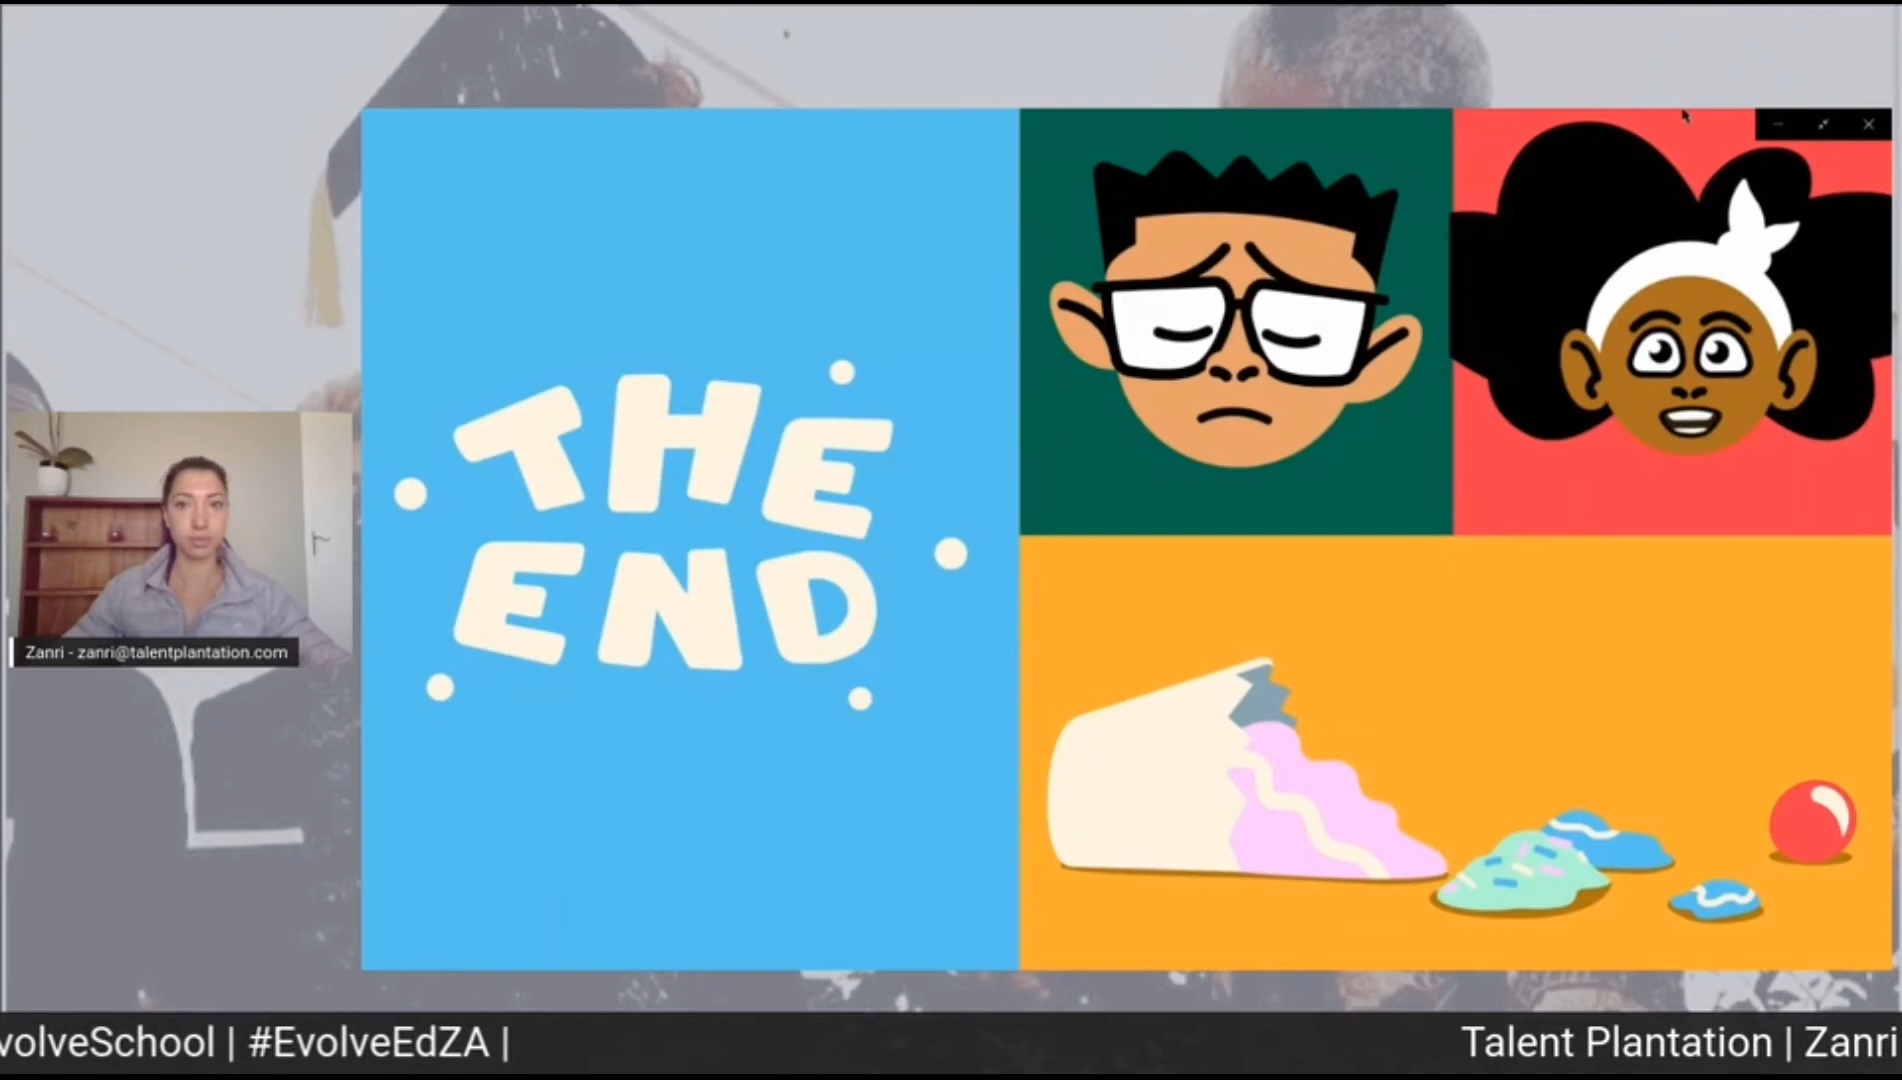 THE
END
Zanri - zanri@talentplantation.com
volveSchool | #EvolveEdZA |
Talent Plantation | Zanri